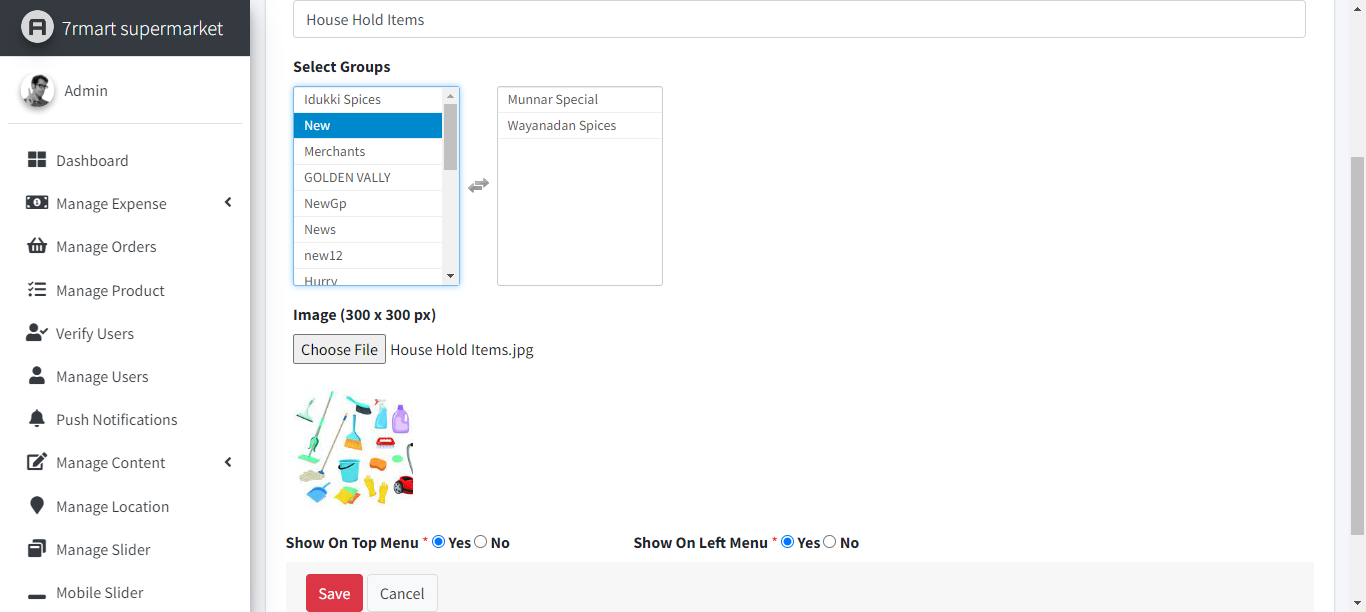 7rmart supermarket
Admin
Dashboard
Manage Expense
Manage Orders
Manage Product
Verify Users
Manage Users
Push Notifications
Manage Content
Manage Location
Manage Slider
Mobile Slider
House Hold Items
Select Groups
Idukki Spices
New
Merchants
GOLDEN VALLY
NewGp
News
new12
Hurry
Munnar Special
Wayanadan Spices
Image (300 x 300 px)
Choose File House Hold Items.jpg
Show On Top Menu * Yes No Show On Left Menu * Yes No
Save Cancel